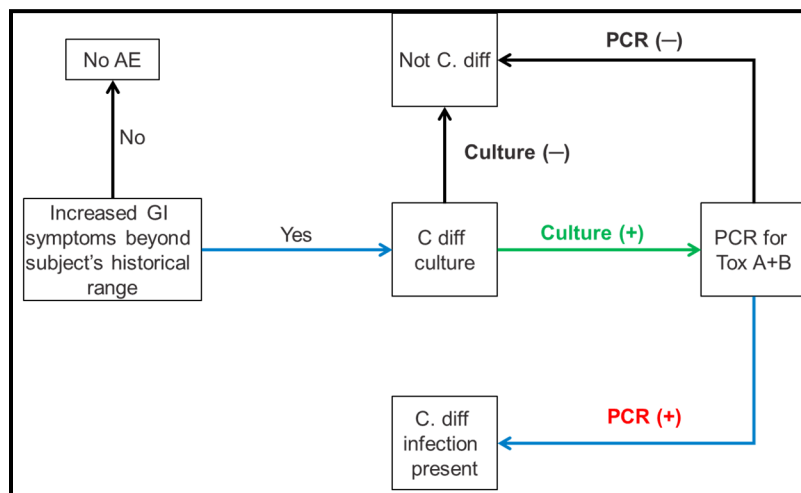 No AE
Not C. diff
PCR (—)
No
Culture (—)
Increased GI
symptoms beyond
subject's historical
range
Yes
C diff
culture
Culture (+)
PCR for
Tox A+B
C. diff
infection
present
PCR (+)